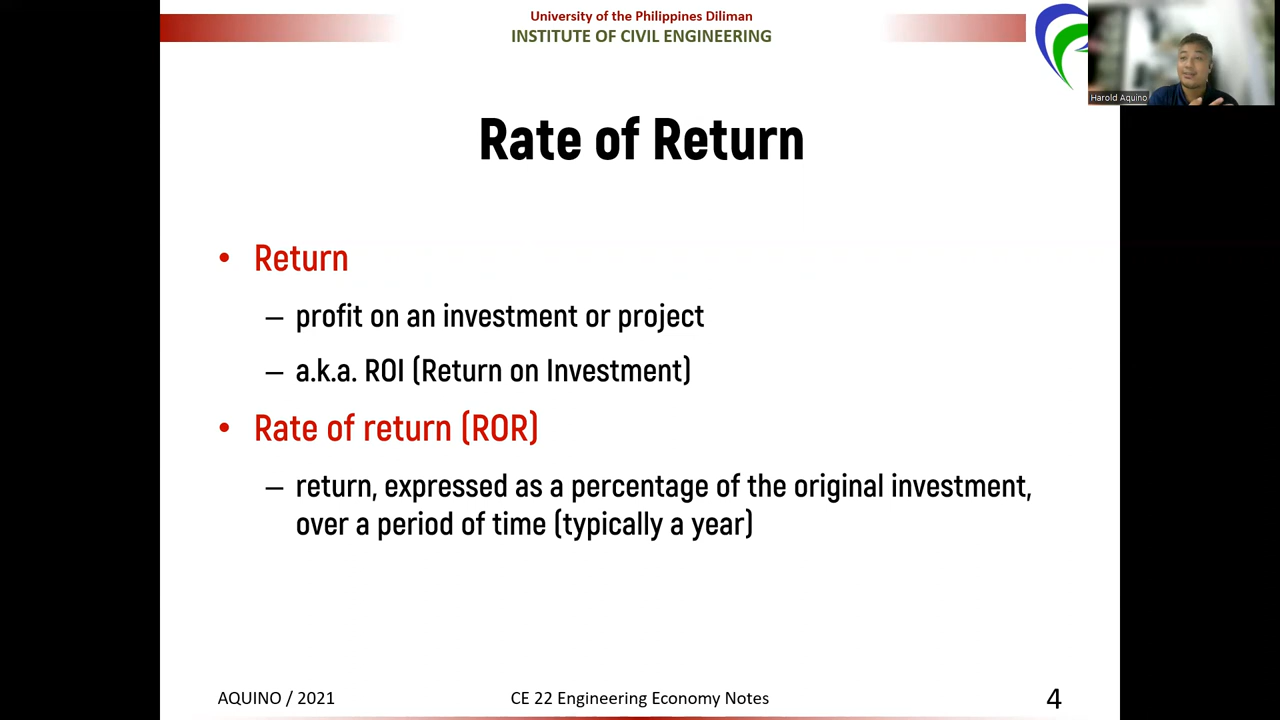 University of the Philippines Diliman
INSTITUTE OF CIVIL ENGINEERING
Harold Aquino
Rate of Return
• Return
– profit on an investment or project
– a.k.a. ROI (Return on Investment)
• Rate of return (ROR)
– return, expressed as a percentage of the original investment,
over a period of time (typically a year)
AQUINO / 2021
CE 22 Engineering Economy Notes
4